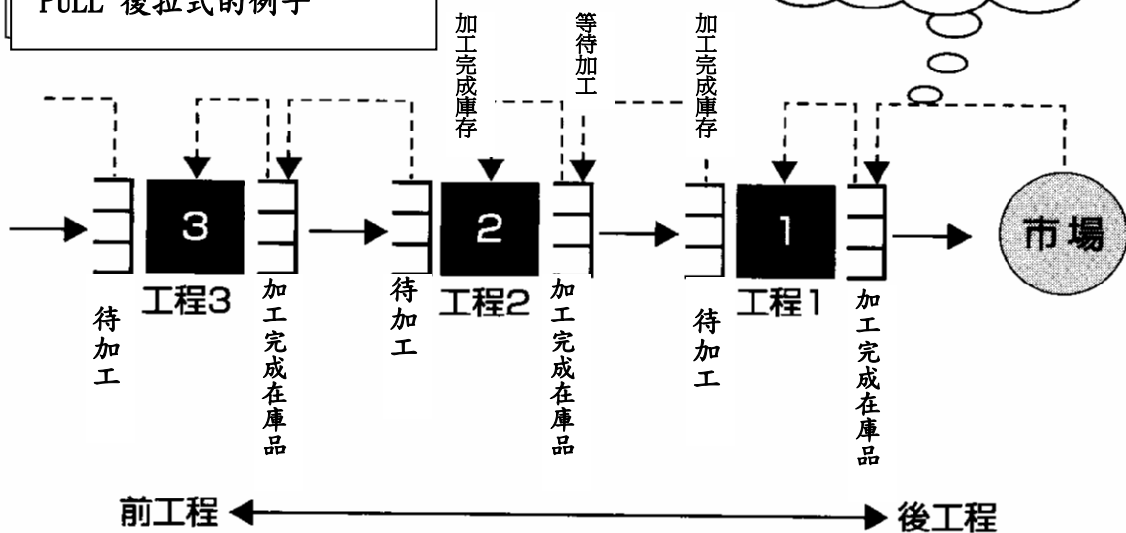 PULL 後拉式的例子
加工完成庫存
等待加工
加工完成庫存
3
2
1
市場
工程3
工程2
工程1
待加工
加工完成在庫品
待加工
加工完成在庫品
待加工
加工完成在庫品
前工程
後工程